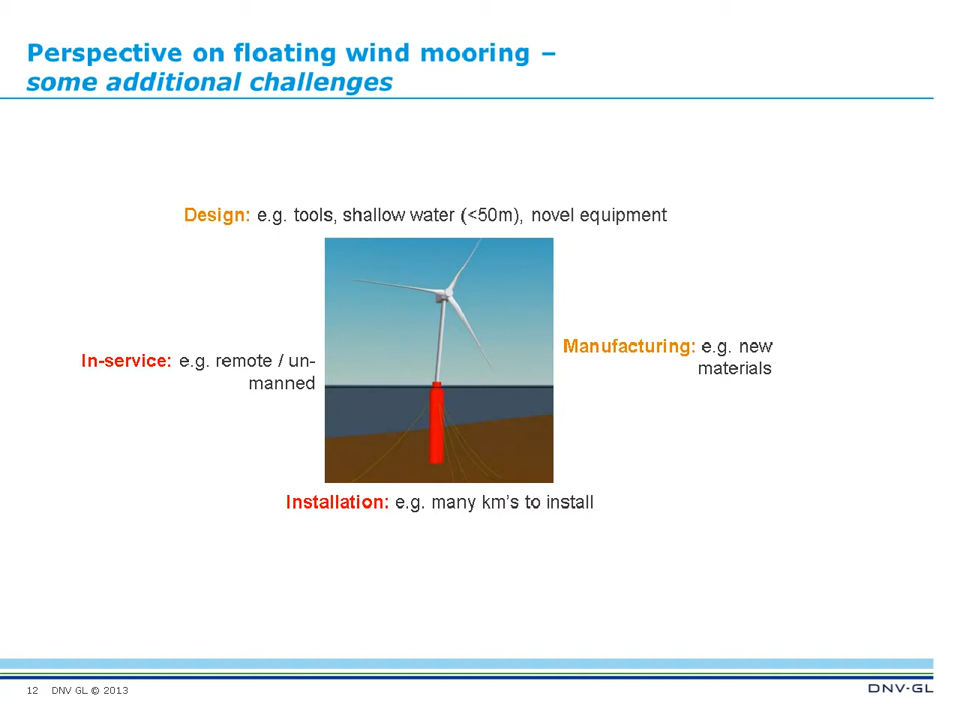 Perspective on floating wind mooring –
some additional challenges
Design: e.g. tools, shallow water (<50m), novel equipment
In-service: e.g. remote / un-
manned
Manufacturing: e.g. new
materials
Installation: e.g. many km's to install
12 DNV GL © 2013
DNV·GL